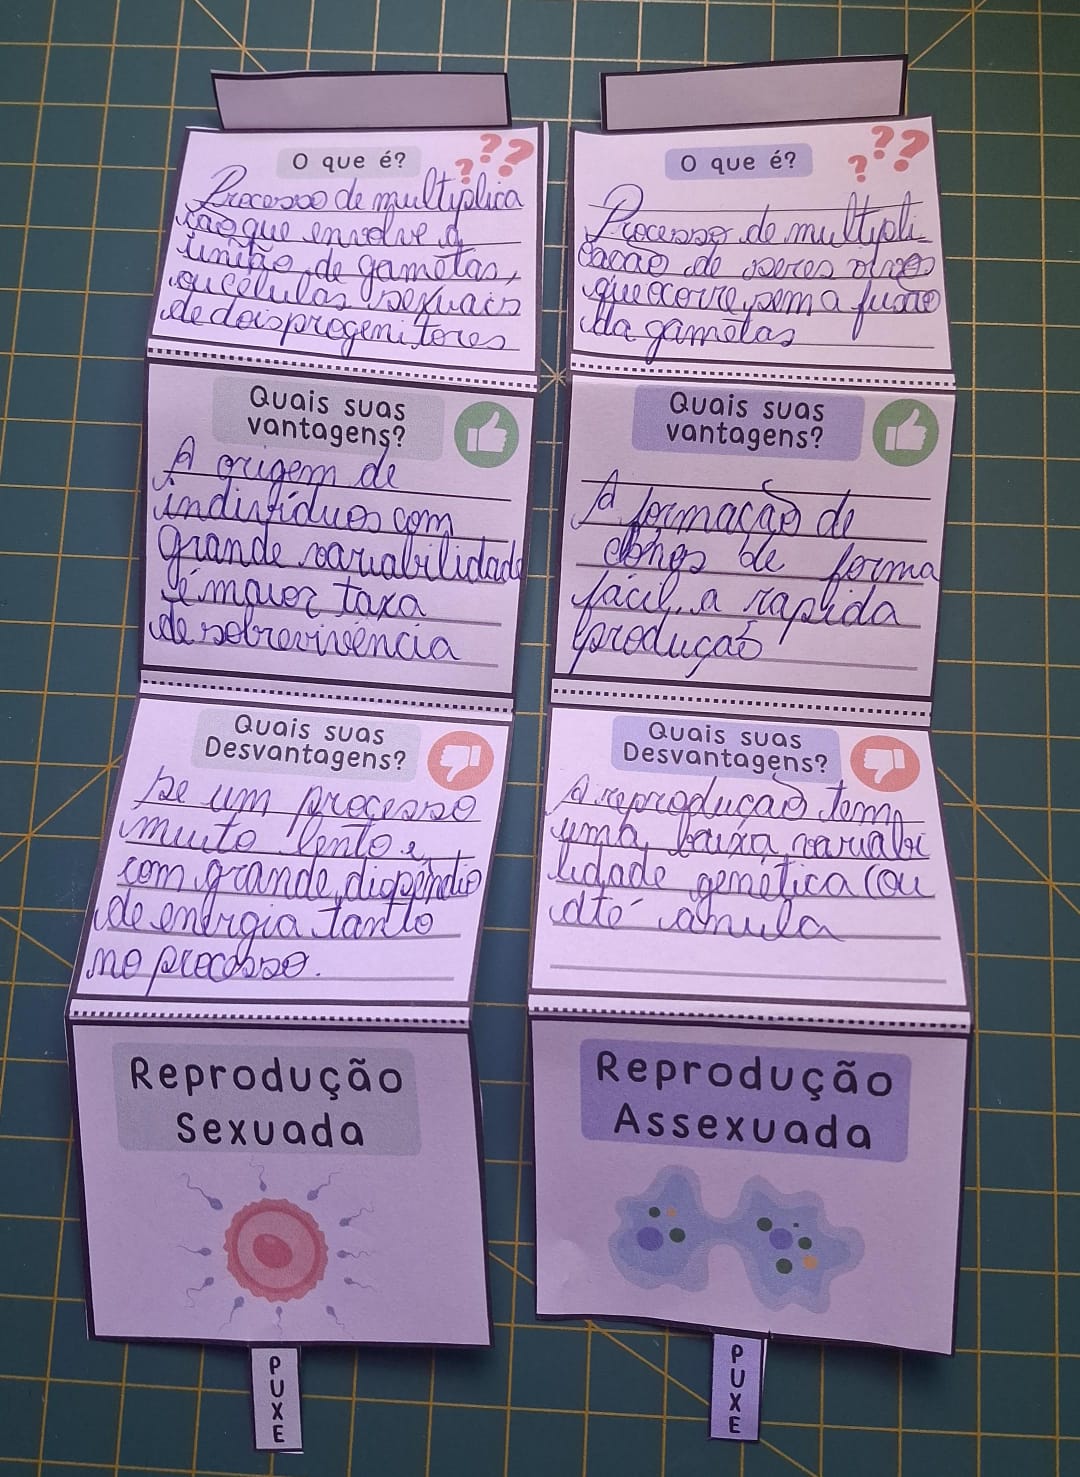 O que é?
???
Processo de multiplica
ção que envolve a
união de gametas,
ou células sexuais
de dois progenitores
Quais suas
vantagens?
A origem de
indivíduos com
grande variabilidade
é maior taxa
de sobrevivência
Quais suas
Desvantagens?
Se um processo
muito lento e
com grande dispêndio
de energia tanto
no processo.
Reprodução
Sexuada
PUXE
O que é?
???
Processo de multipli-
cacao de seres vivos
que ocorre, sem a fusão
da gametas
Quais suas
vantagens?
A formação de
clones de forma
fácil, a rapida
produção
Quais suas
Desvantagens?
A reprodução tem
uma baixa variabi
lidade genética (ou
até anula
Reprodução
Assexuada
PUXE